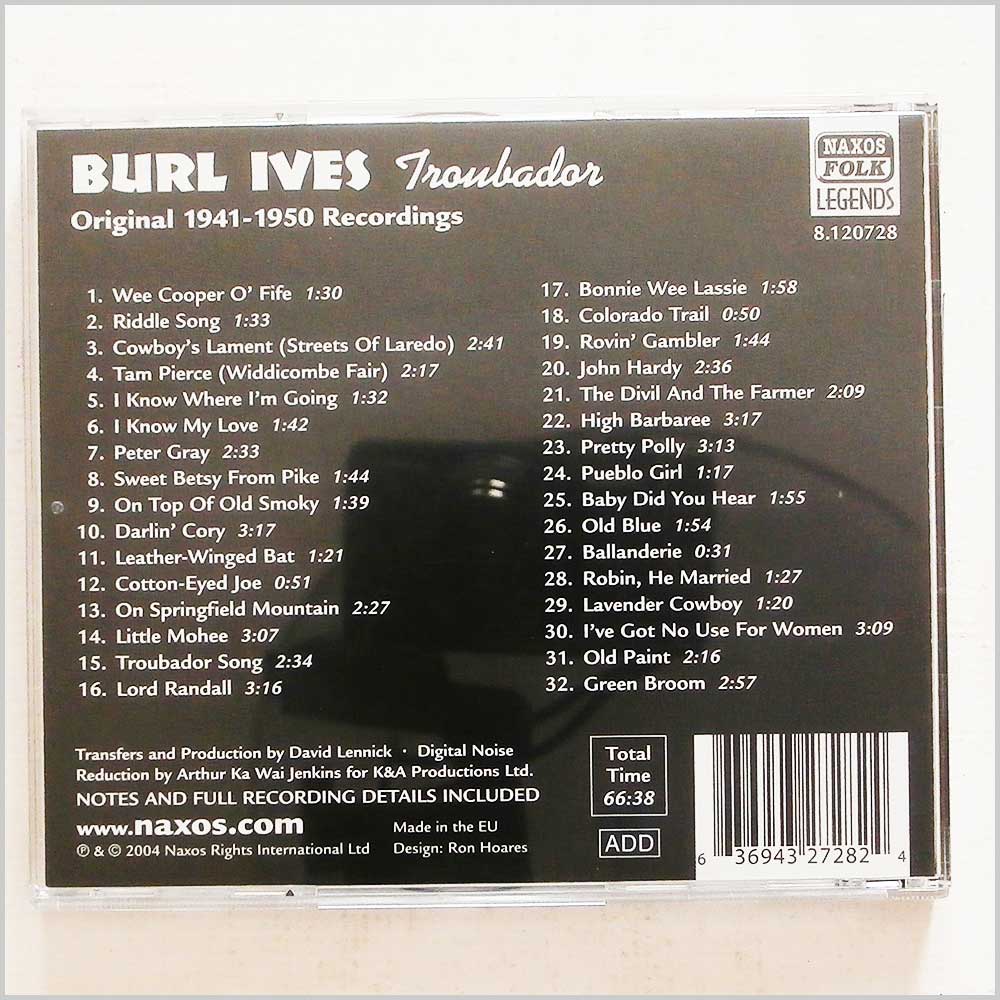 BURL IVES Troubador
Original 1941-1950 Recordings
NAXOS
FOLK
LEGENDS
8.120728
1. Wee Cooper O' Fife 1:30
2. Riddle Song 1:33
3. Cowboy's Lament (Streets Of Laredo) 2:41
4. Tam Pierce (Widdicombe Fair) 2:17
5. I Know Where I'm Going 1:32
6. I Know My Love 1:42
7. Peter Gray 2:33
8. Sweet Betsy From Pike 1:44
9. On Top Of Old Smoky 1:39
10. Darlin' Cory 3:17
11. Leather-Winged Bat 1:21
12. Cotton-Eyed Joe 0:51
13. On Springfield Mountain 2:27
14. Little Mohee 3:07
15. Troubador Song 2:34
16. Lord Randall 3:16
17. Bonnie Wee Lassie 1:58
18. Colorado Trail 0:50
19. Rovin' Gambler 1:44
20. John Hardy 2:36
21. The Divil And The Farmer 2:09
22. High Barbaree 3:17
23. Pretty Polly 3:13
24. Pueblo Girl 1:17
25. Baby Did You Hear 1:55
26. Old Blue 1:54
27. Ballanderie 0:31
28. Robin, He Married 1:27
29. Lavender Cowboy 1:20
30. I've Got No Use For Women 3:09
31. Old Paint 2:16
32. Green Broom 2:57
Transfers and Production by David Lennick · Digital Noise
Reduction by Arthur Ka Wai Jenkins for K&A Productions Ltd.
NOTES AND FULL RECORDING DETAILS INCLUDED
www.naxos.com
℗ & © 2004 Naxos Rights International Ltd
Made in the EU
Design: Ron Hoares
Total
Time
66:38
ADD
6 36943 27282 4